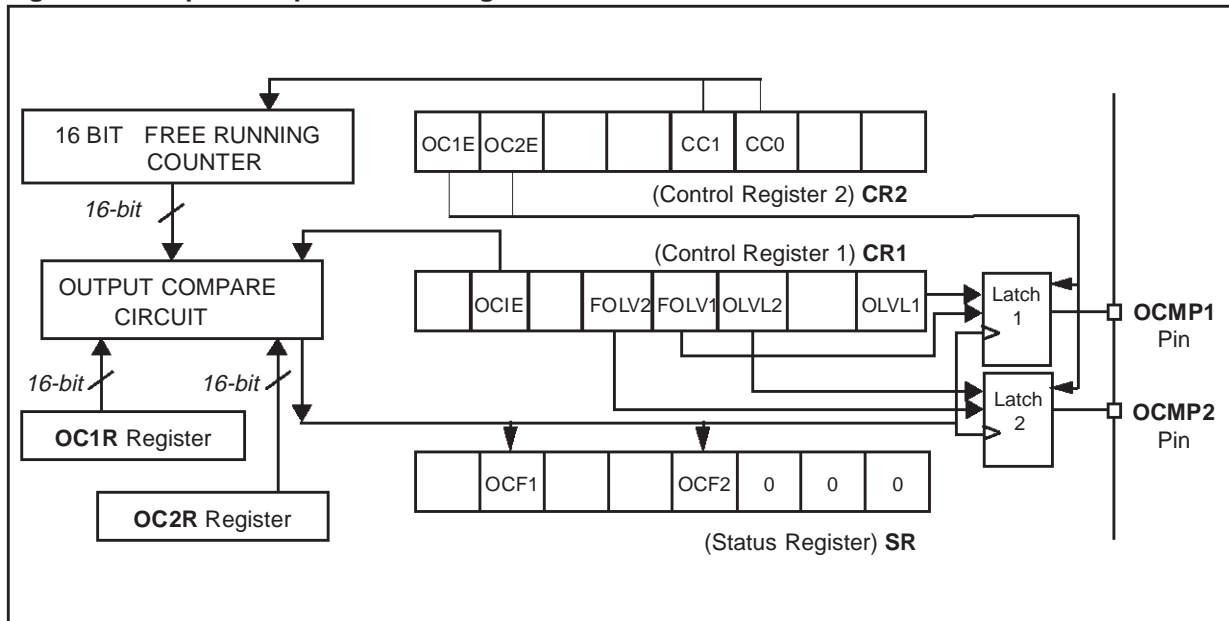 16 BIT FREE RUNNING
COUNTER
OC1E OC2E CC1 CC0
(Control Register 2) CR2
16-bit
(Control Register 1) CR1
OUTPUT COMPARE
CIRCUIT
OCIE FOLV2 FOLV1 OLVL2 OLVL1
Latch
1
OCMP1
Pin
16-bit 16-bit
Latch
2
OCMP2
Pin
OC1R Register
OCF1 OCF2 0 0 0
OC2R Register
(Status Register) SR